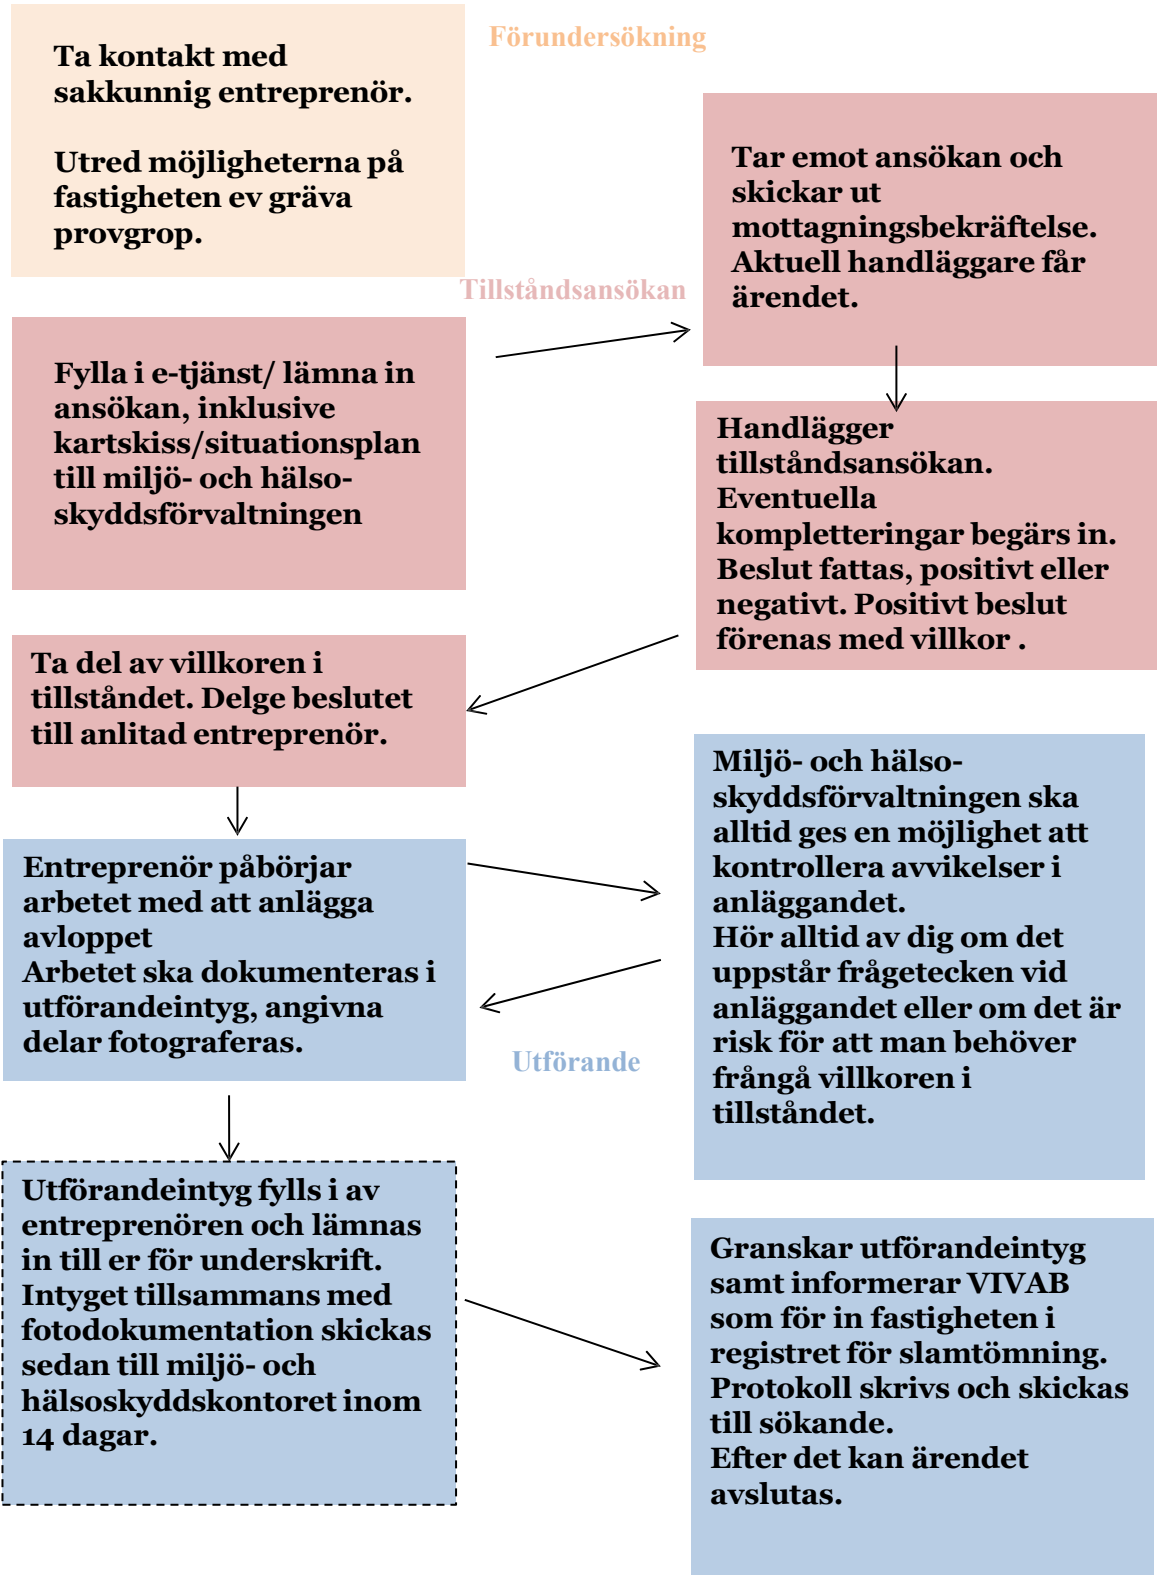 Förundersökning
Ta kontakt med
sakkunnig entreprenör.
Utred möjligheterna på
fastigheten ev gräva
provgrop.
Tillståndsansökan
Fylla i e-tjänst/ lämna in
ansökan, inklusive
kartskiss/situationsplan
till miljö- och hälso-
skyddsförvaltningen
Tar emot ansökan och
skickar ut
mottagningsbekräftelse.
Aktuell handläggare får
ärendet.
Handlägger
tillståndsansökan.
Eventuella
kompletteringar begärs in.
Beslut fattas, positivt eller
negativt. Positivt beslut
förenas med villkor .
Ta del av villkoren i
tillståndet. Delge beslutet
till anlitad entreprenör.
Entreprenör påbörjar
arbetet med att anlägga
avloppet
Arbetet ska dokumenteras i
utförandeintyg, angivna
delar fotograferas.
Miljö- och hälso-
skyddsförvaltningen ska
alltid ges en möjlighet att
kontrollera avvikelser i
anläggandet.
Hör alltid av dig om det
uppstår frågetecken vid
anläggandet eller om det är
risk för att man behöver
frångå villkoren i
tillståndet.
Utförande
Utförandeintyg fylls i av
entreprenören och lämnas
in till er för underskrift.
Intyget tillsammans med
fotodokumentation skickas
sedan till miljö- och
hälsoskyddskontoret inom
14 dagar.
Granskar utförandeintyg
samt informerar VIVAB
som för in fastigheten i
registret för slamtömning.
Protokoll skrivs och skickas
till sökande.
Efter det kan ärendet
avslutas.